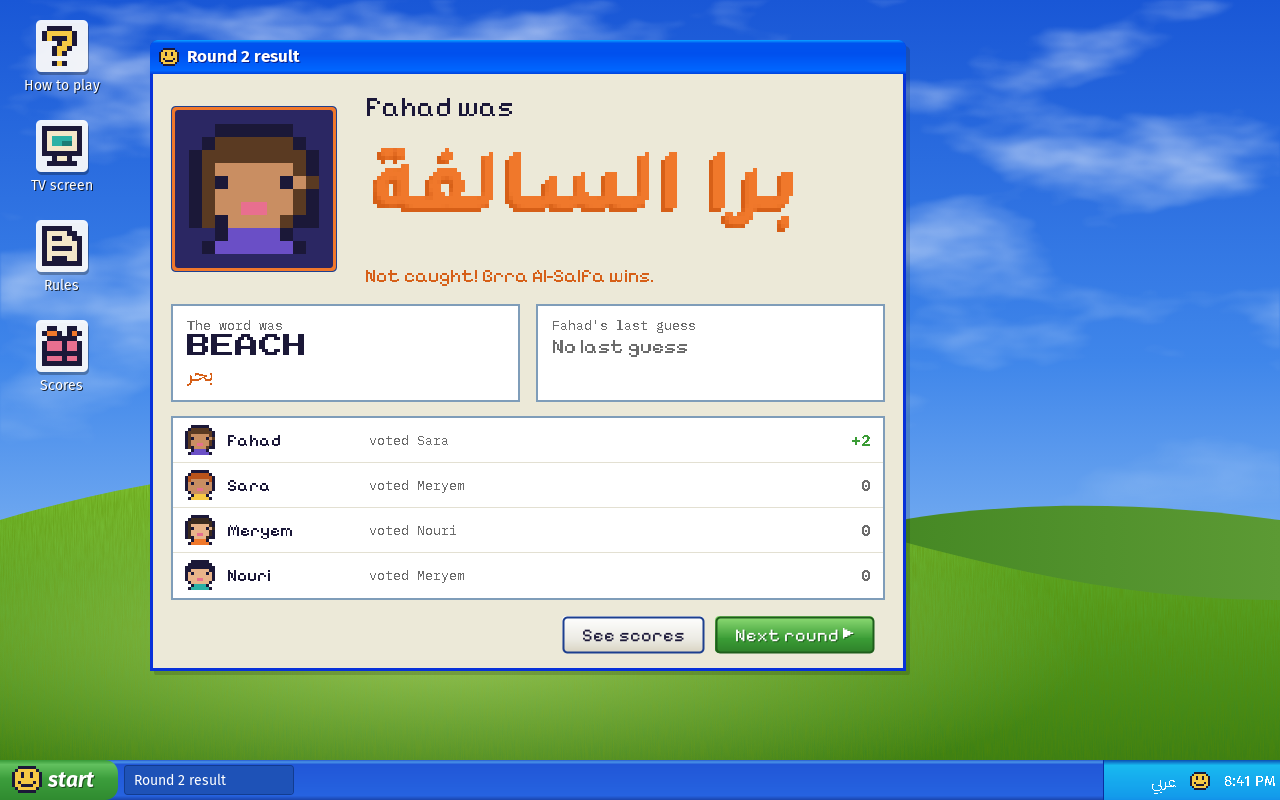 How to play
TV screen
Rules
Scores
Round 2 result
Fahad was
برا السالفة
Not caught! Brra Al-Salfa wins.
The word was
BEACH
بحر
Fahad's last guess
No last guess
Fahad voted Sara +2
Sara voted Meryem 0
Meryem voted Nouri 0
Nouri voted Meryem 0
See scores
Next round
start
Round 2 result
عربي
8:41 PM